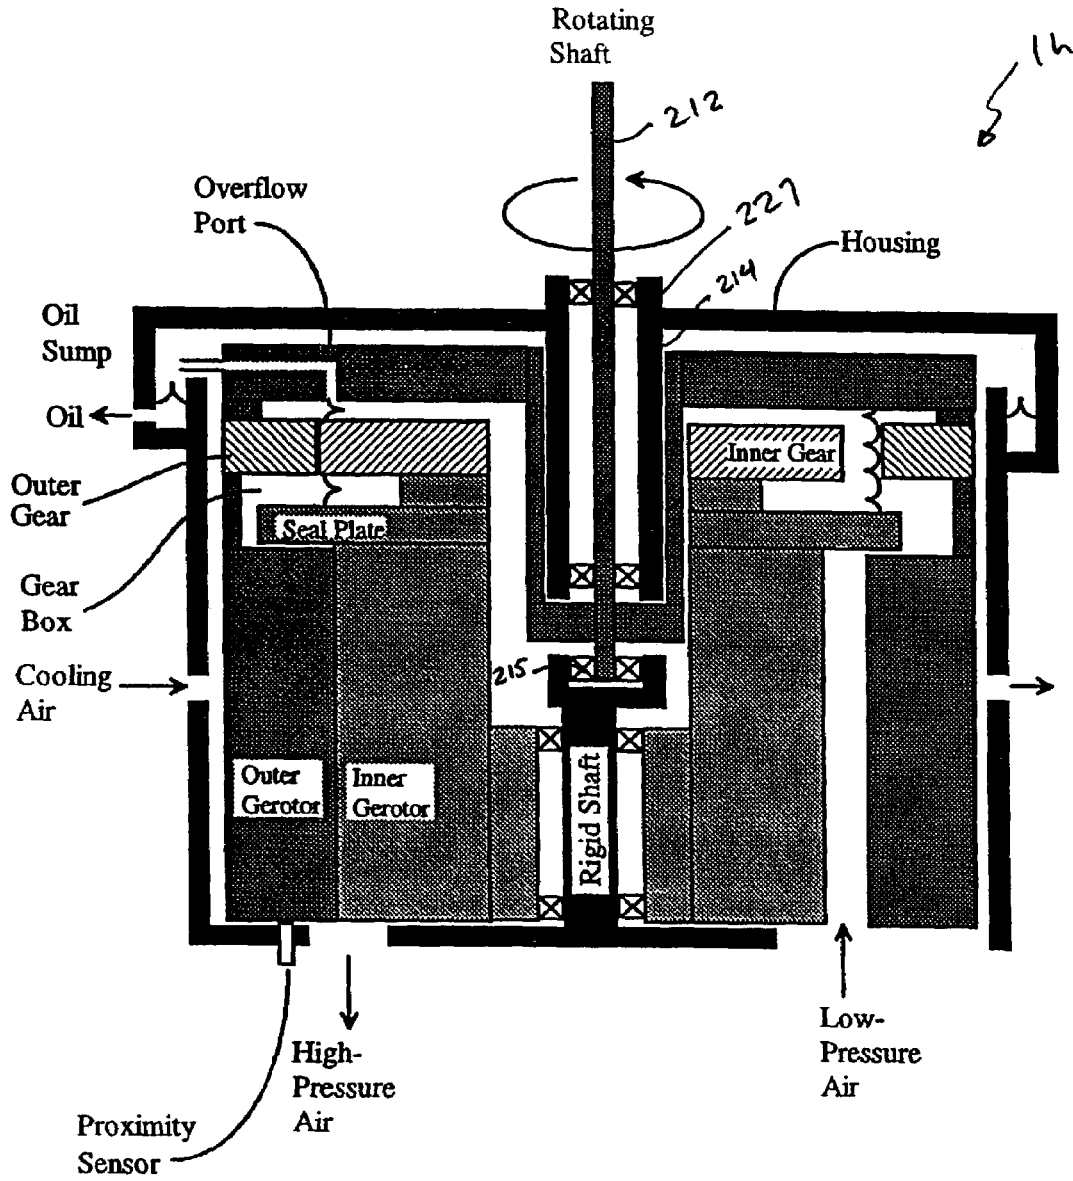 Rotating
Shaft
1h
212
Overflow
Port
227
Housing
214
Oil
Sump
Oil
Inner Gear
Outer
Gear
Seal Plate
Gear
Box
215
Cooling
Air
Outer
Gerotor
Inner
Gerotor
Rigid Shaft
Low-
Pressure
Air
High-
Pressure
Air
Proximity
Sensor